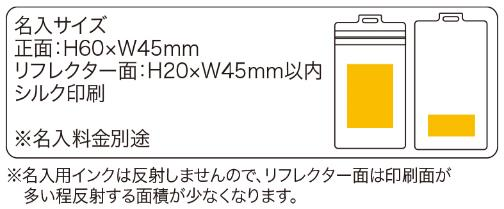 名入サイズ
正面：H60×W45mm
リフレクター面：H20×W45mm以内
シルク印刷
※名入料金別途
※名入用インクは反射しませんので、リフレクター面は印刷面が
多い程反射する面積が少なくなります。